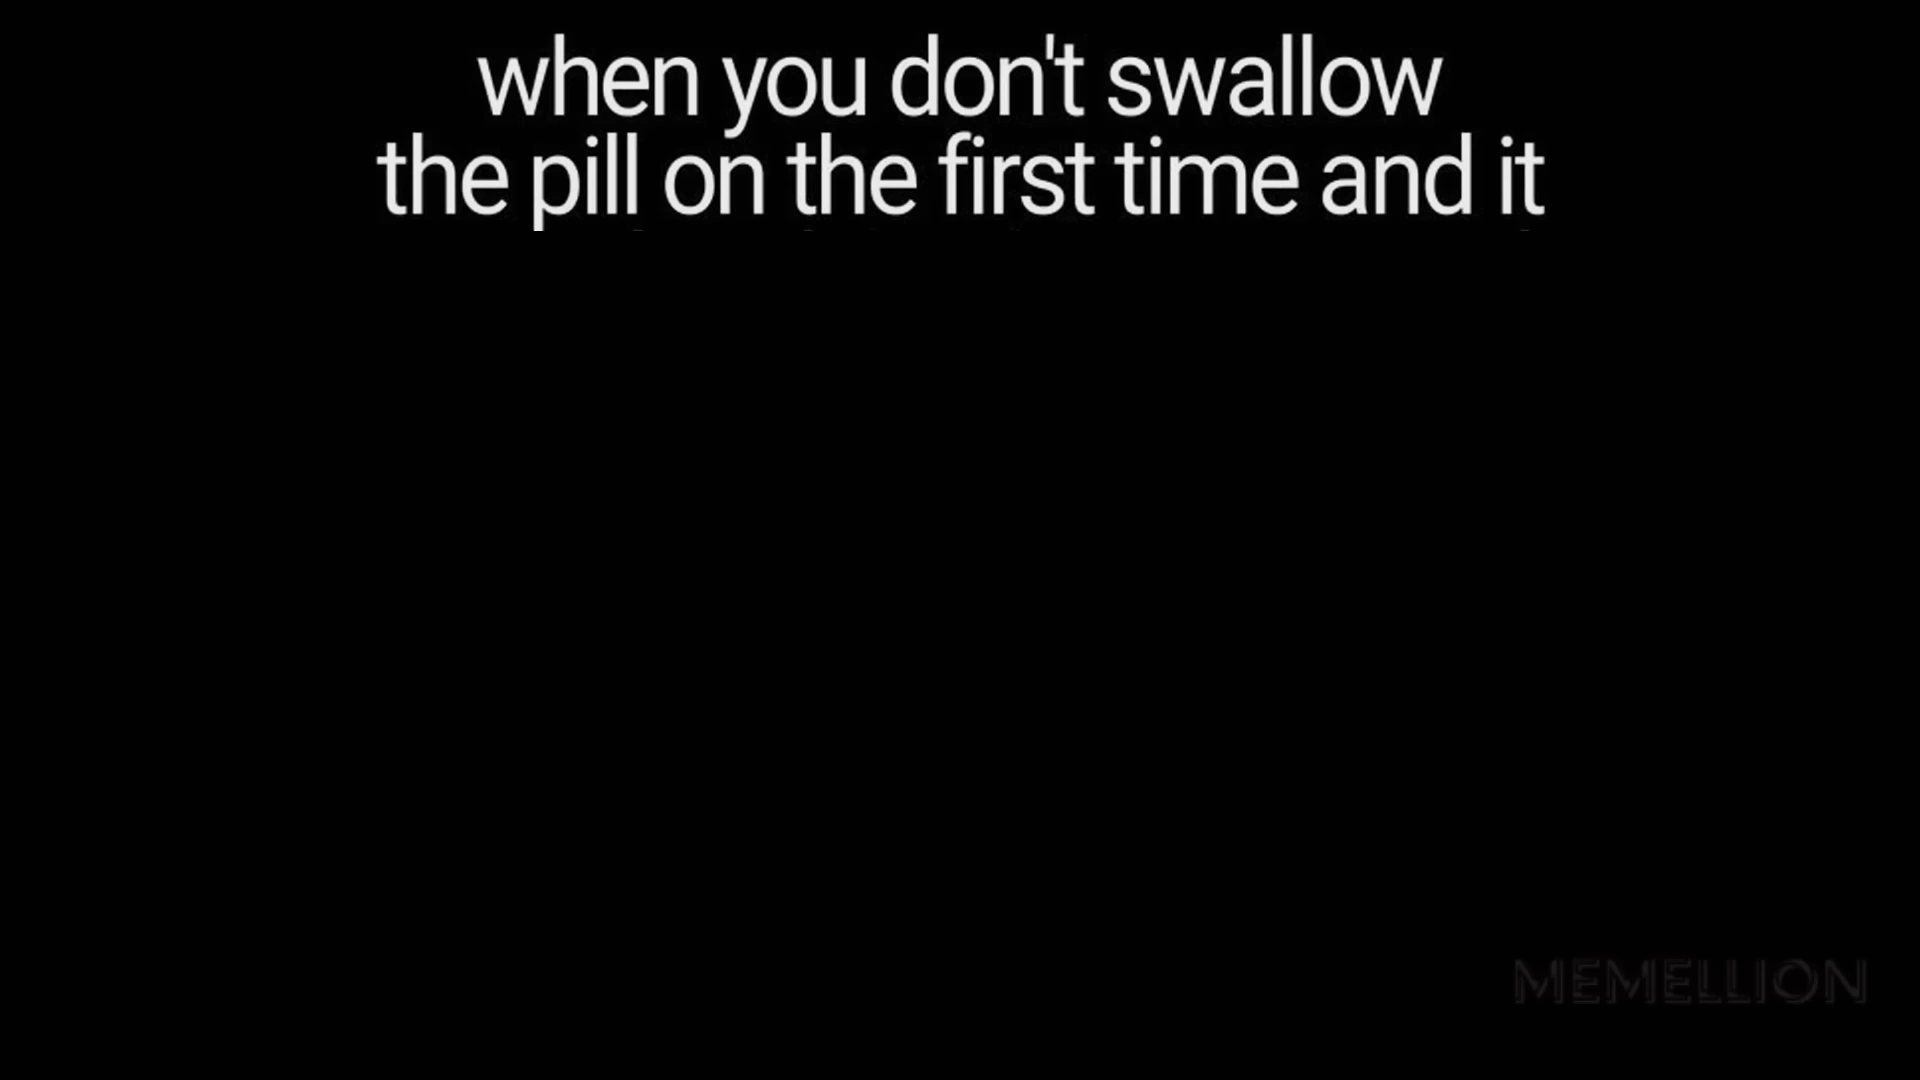 when you don't swallow
the pill on the first time and it
MEMELLION